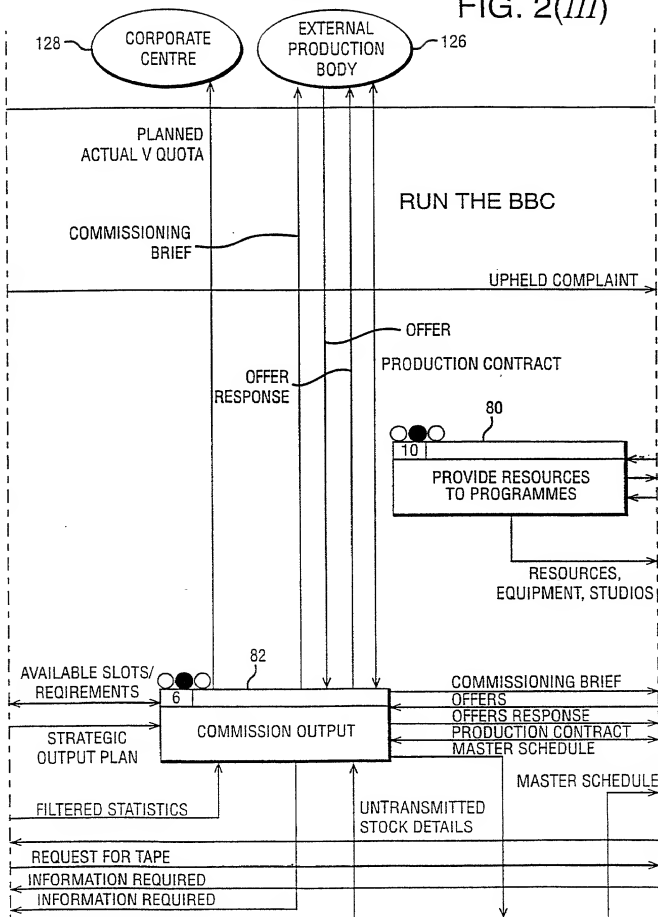 FIG. 2(III)
128
CORPORATE
CENTRE
EXTERNAL
PRODUCTION
BODY
126
PLANNED
ACTUAL V QUOTA
RUN THE BBC
COMMISSIONING
BRIEF
UPHELD COMPLAINT
OFFER
OFFER
RESPONSE
PRODUCTION CONTRACT
80
10
PROVIDE RESOURCES
TO PROGRAMMES
RESOURCES,
EQUIPMENT, STUDIOS
82
AVAILABLE SLOTS/
REQIREMENTS
6
COMMISSION OUTPUT
STRATEGIC
OUTPUT PLAN
COMMISSIONING BRIEF
OFFERS
OFFERS RESPONSE
PRODUCTION CONTRACT
MASTER SCHEDULE
MASTER SCHEDULE
FILTERED STATISTICS
UNTRANSMITTED
STOCK DETAILS
REQUEST FOR TAPE
INFORMATION REQUIRED
INFORMATION REQUIRED